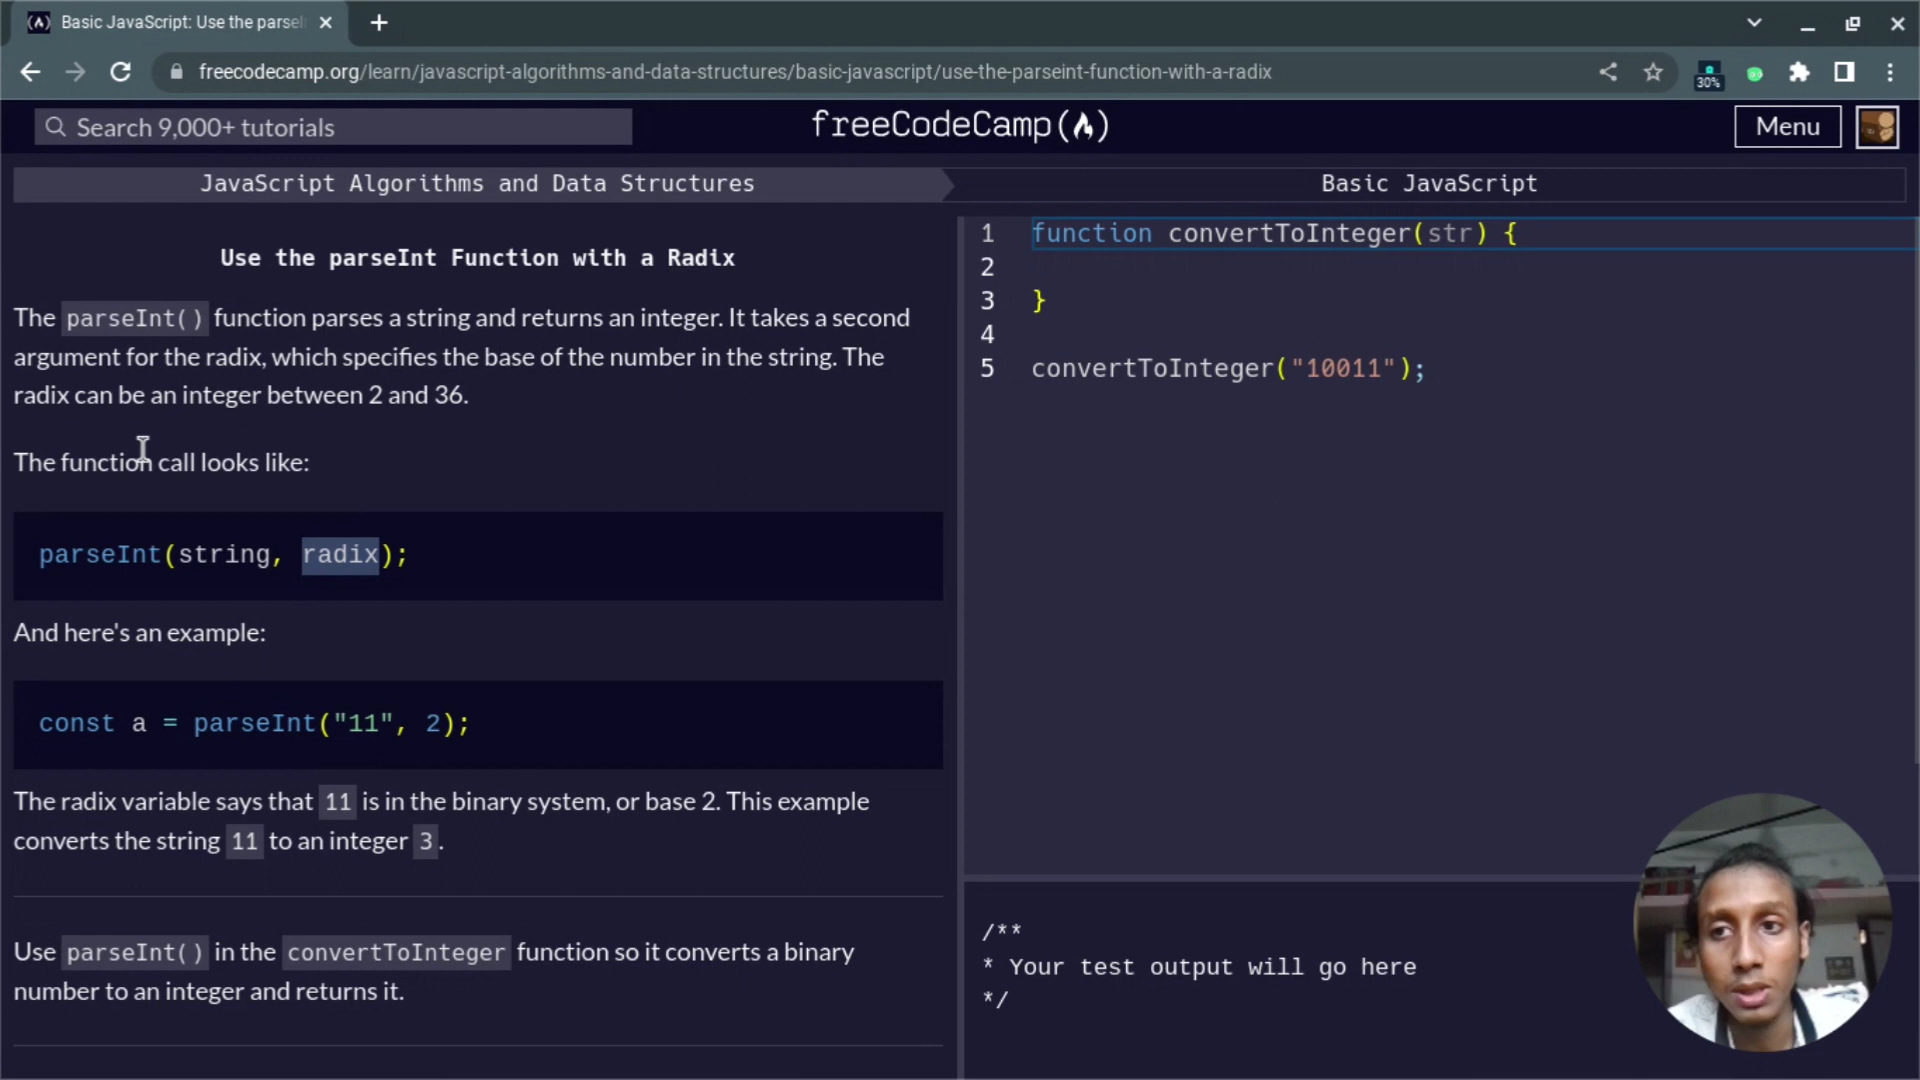 Basic JavaScript: Use the parseI
freecodecamp.org/learn/javascript-algorithms-and-data-structures/basic-javascript/use-the-parseint-function-with-a-radix
30%
Search 9,000+ tutorials
freeCodeCamp
Menu
JavaScript Algorithms and Data Structures
Basic JavaScript
Use the parseInt Function with a Radix
The parseInt() function parses a string and returns an integer. It takes a second
argument for the radix, which specifies the base of the number in the string. The
radix can be an integer between 2 and 36.
The function call looks like:
parseInt(string, radix);
And here's an example:
const a = parseInt("11", 2);
The radix variable says that 11 is in the binary system, or base 2. This example
converts the string 11 to an integer 3.
Use parseInt() in the convertToInteger function so it converts a binary
number to an integer and returns it.
1 function convertToInteger(str) {
2
3 }
4
5 convertToInteger("10011");
/**
* Your test output will go here
*/